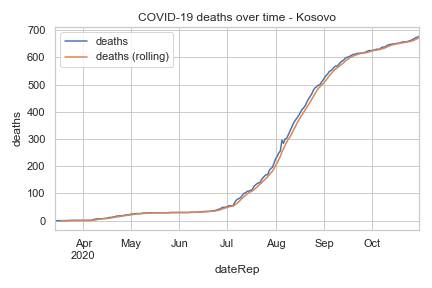 COVID-19 deaths over time - Kosovo
deaths
deaths (rolling)
700
600
500
400
300
200
100
0
deaths
Apr May Jun Jul Aug Sep Oct
2020
dateRep